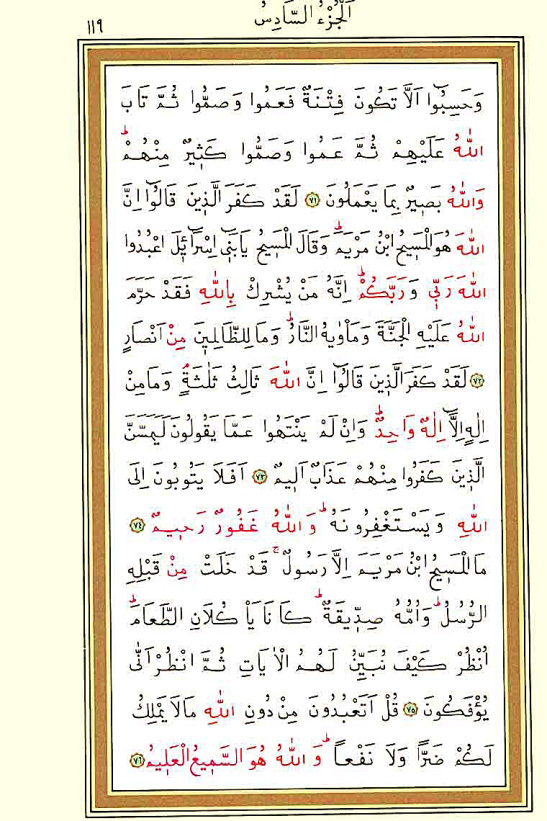 اَلْجُزْءُ السَّادِسُ
١١٩
وَحَسِبُٓوا اَلَّا تَكُونَ فِتْنَةٌ فَعَمُوا وَصَمُّوا ثُمَّ تَابَ
اللّٰهُ عَلَيْهِمْ ثُمَّ عَمُوا وَصَمُّوا كَث۪يرٌ مِنْهُمْۜ
وَاللّٰهُ بَص۪يرٌ بِمَا يَعْمَلُونَ ﴿٧١﴾ لَقَدْ كَفَرَ الَّذ۪ينَ قَالُٓوا اِنَّ
اللّٰهَ هُوَ الْمَس۪يحُ ابْنُ مَرْيَمَۜ وَقَالَ الْمَس۪يحُ يَابَن۪ٓي اِسْرَٓائ۪لَ اعْبُدُوا
اللّٰهَ رَبّ۪ي وَرَبَّكُمْۜ اِنَّهُ مَنْ يُشْرِكْ بِاللّٰهِ فَقَدْ حَرَّمَ
اللّٰهُ عَلَيْهِ الْجَنَّةَ وَمَأْوٰيهُ النَّارُۜ وَمَا لِلظَّالِم۪ينَ مِنْ اَنْصَارٍ
﴿٧٢﴾ لَقَدْ كَفَرَ الَّذ۪ينَ قَالُٓوا اِنَّ اللّٰهَ ثَالِثُ ثَلٰثَةٍۢ وَمَا مِنْ
اِلٰهٍ اِلَّٓا اِلٰهٌ وَاحِدٌۜ وَاِنْ لَمْ يَنْتَهُوا عَمَّا يَقُولُونَ لَيَمَسَّنَّ
الَّذ۪ينَ كَفَرُوا مِنْهُمْ عَذَابٌ اَل۪يمٌ ﴿٧٣﴾ اَفَلَا يَتُوبُونَ اِلَى
اللّٰهِ وَيَسْتَغْفِرُونَهُۜ وَاللّٰهُ غَفُورٌ رَح۪يمٌ ﴿٧٤﴾
مَا الْمَس۪يحُ ابْنُ مَرْيَمَ اِلَّا رَسُولٌۚ قَدْ خَلَتْ مِنْ قَبْلِهِ
الرُّسُلُۜ وَاُمُّهُ صِدّ۪يقَةٌۜ كَانَا يَأْكُلَانِ الطَّعَامَۜ
اُنْظُرْ كَيْفَ نُبَيِّنُ لَهُمُ الْاٰيَاتِ ثُمَّ انْظُرْ اَنّٰى
يُؤْفَكُونَ ﴿٧٥﴾ قُلْ اَتَعْبُدُونَ مِنْ دُونِ اللّٰهِ مَا لَا يَمْلِكُ
لَكُمْ ضَرًّا وَلَا نَفْعاًۜ وَاللّٰهُ هُوَ السَّم۪يعُ الْعَل۪يمُ ﴿٧٦﴾